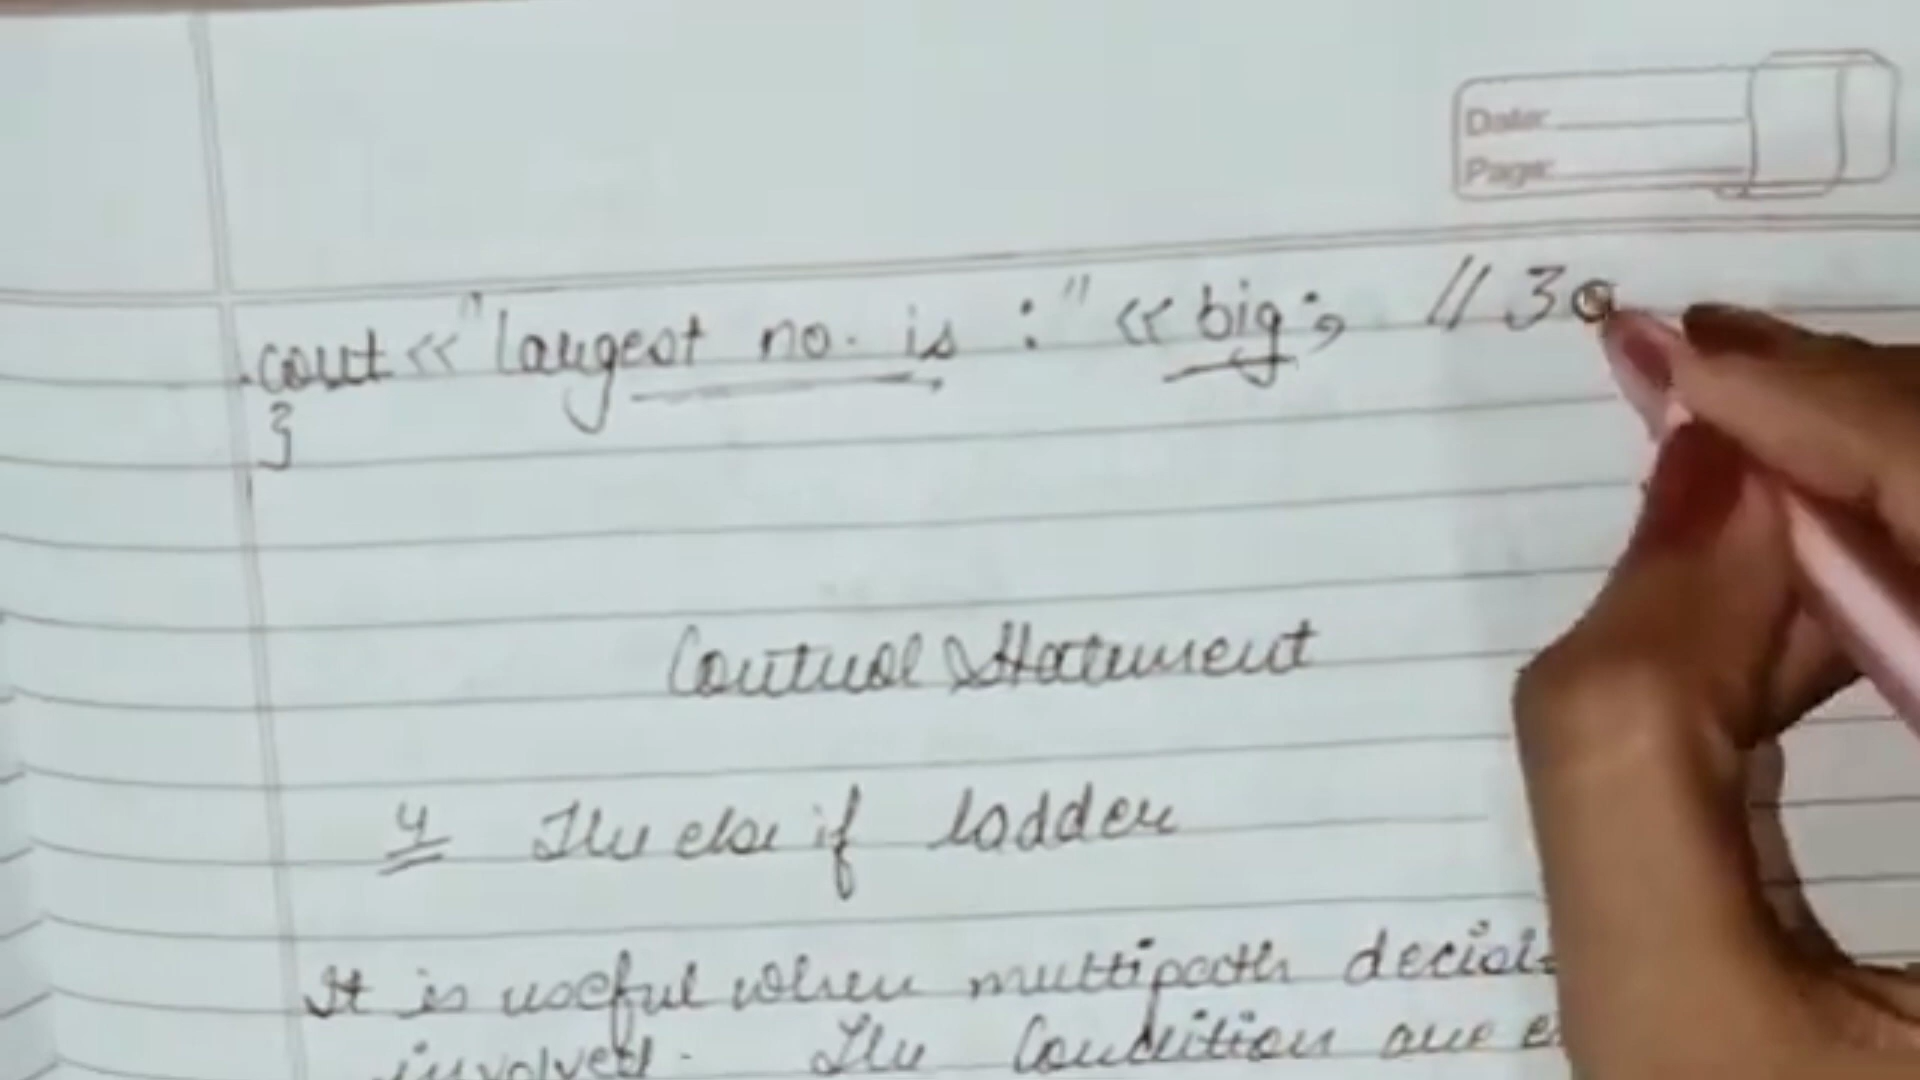 Date:
Page:
cout << "largest no. is : " << big; // 30
}
Control Statement
4 The else if ladder
It is useful when multipath
involved. The Condition are